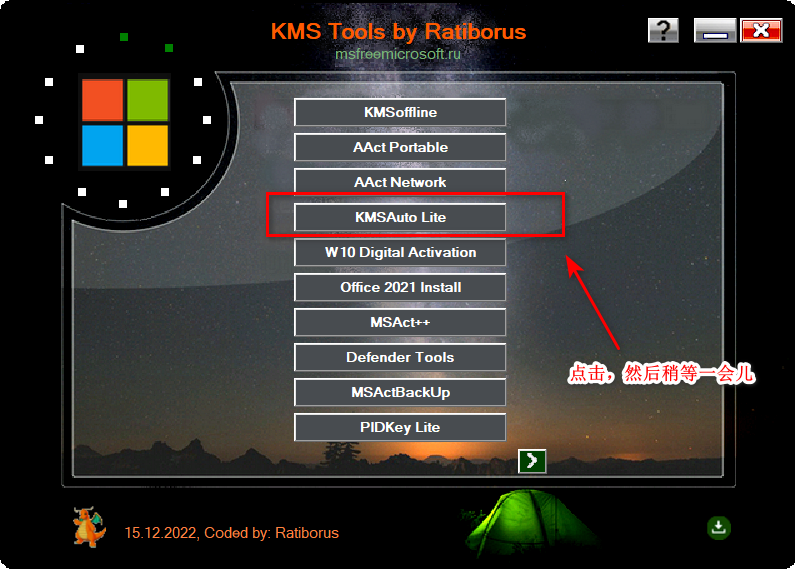 KMS Tools by Ratiborus
msfreemicrosoft.ru
?
KMSoffline
AAct Portable
AAct Network
KMSAuto Lite
W10 Digital Activation
Office 2021 Install
MSAct++
Defender Tools
MSActBackUp
PIDKey Lite
点击，然后稍等一会儿
15.12.2022, Coded by: Ratiborus